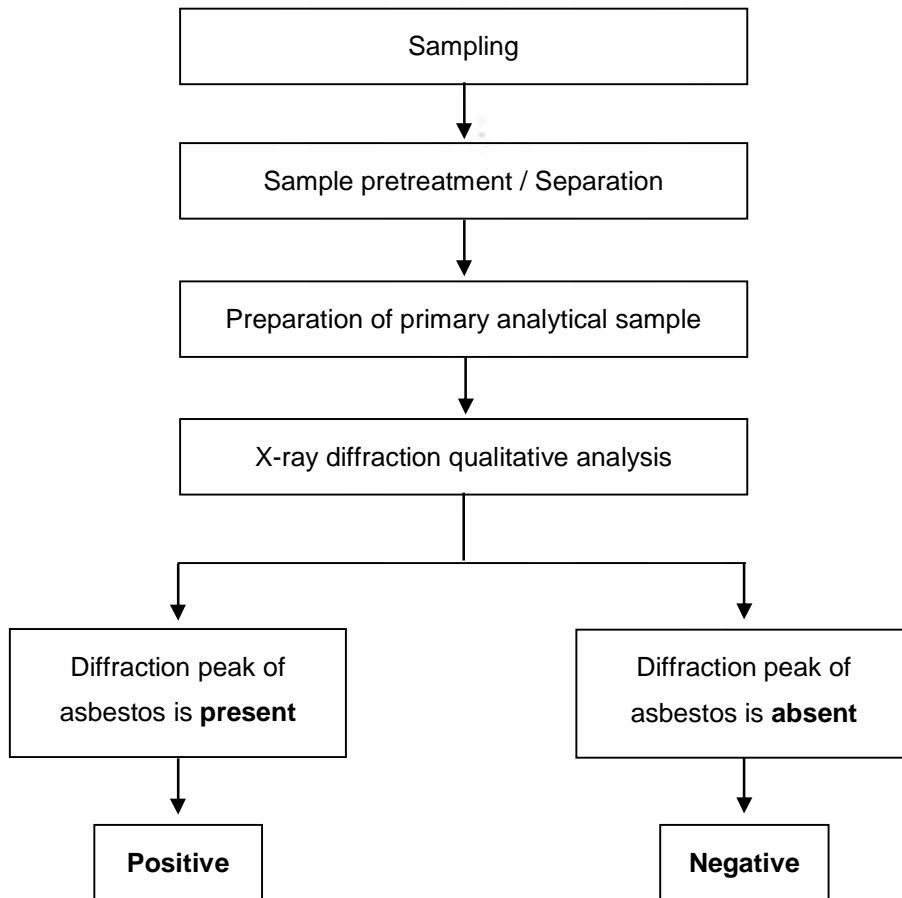 Sampling
Sample pretreatment / Separation
Preparation of primary analytical sample
X-ray diffraction qualitative analysis
Diffraction peak of
asbestos is present
Diffraction peak of
asbestos is absent
Positive
Negative